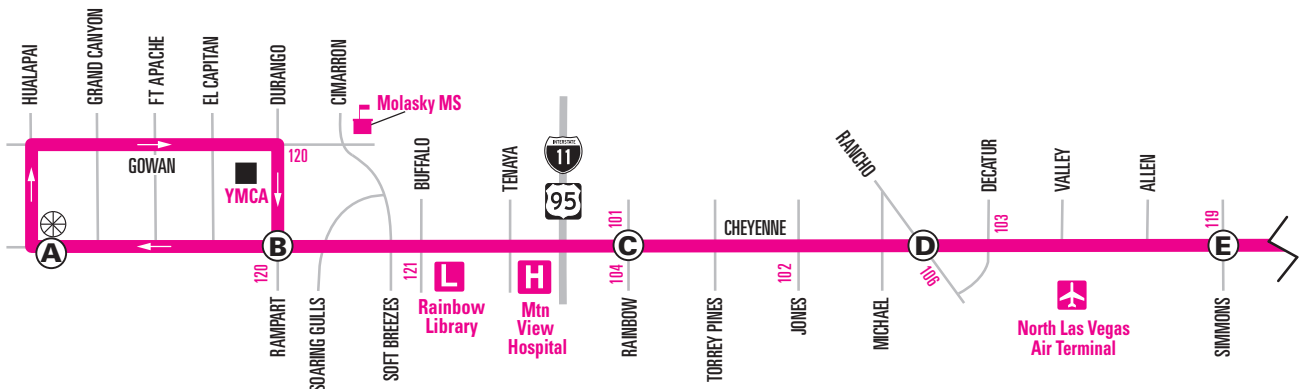 HUALAPAI
GRAND CANYON
FT APACHE
EL CAPITAN
DURANGO
CIMARRON
Molasky MS
GOWAN
120
YMCA
BUFFALO
TENAYA
INTERSTATE
11
95
101
RANCHO
DECATUR
VALLEY
ALLEN
103
119
CHEYENNE
A
B
C
D
E
120
121
104
102
106
L
Rainbow
Library
H
Mtn
View
Hospital
North Las Vegas
Air Terminal
RAMPART
SOARING GULLS
SOFT BREEZES
RAINBOW
TORREY PINES
JONES
MICHAEL
SIMMONS